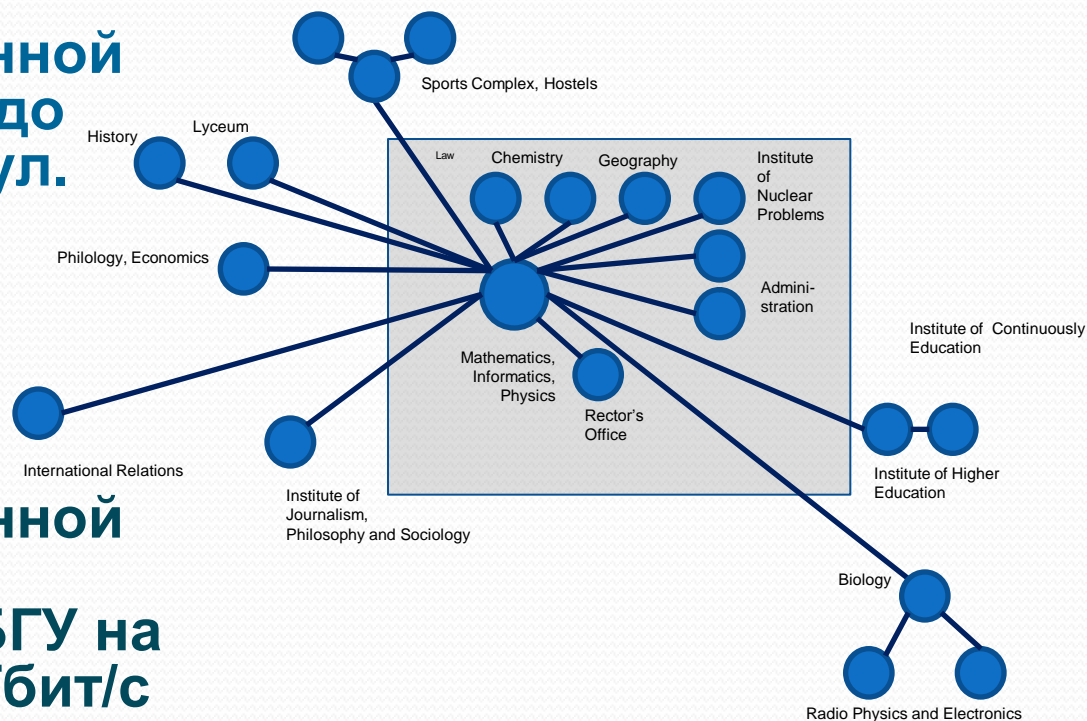 нной
до
ул.
Sports Complex, Hostels
History
Lyceum
Law
Chemistry
Geography
Institute
of
Nuclear
Problems
Philology, Economics
Admini-
stration
Institute of Continuously
Education
Mathematics,
Informatics,
Physics
Rector's
Office
International Relations
Institute of
Journalism,
Philosophy and Sociology
Institute of Higher
Education
нной
БГУ на
бит/с
Biology
Radio Physics and Electronics